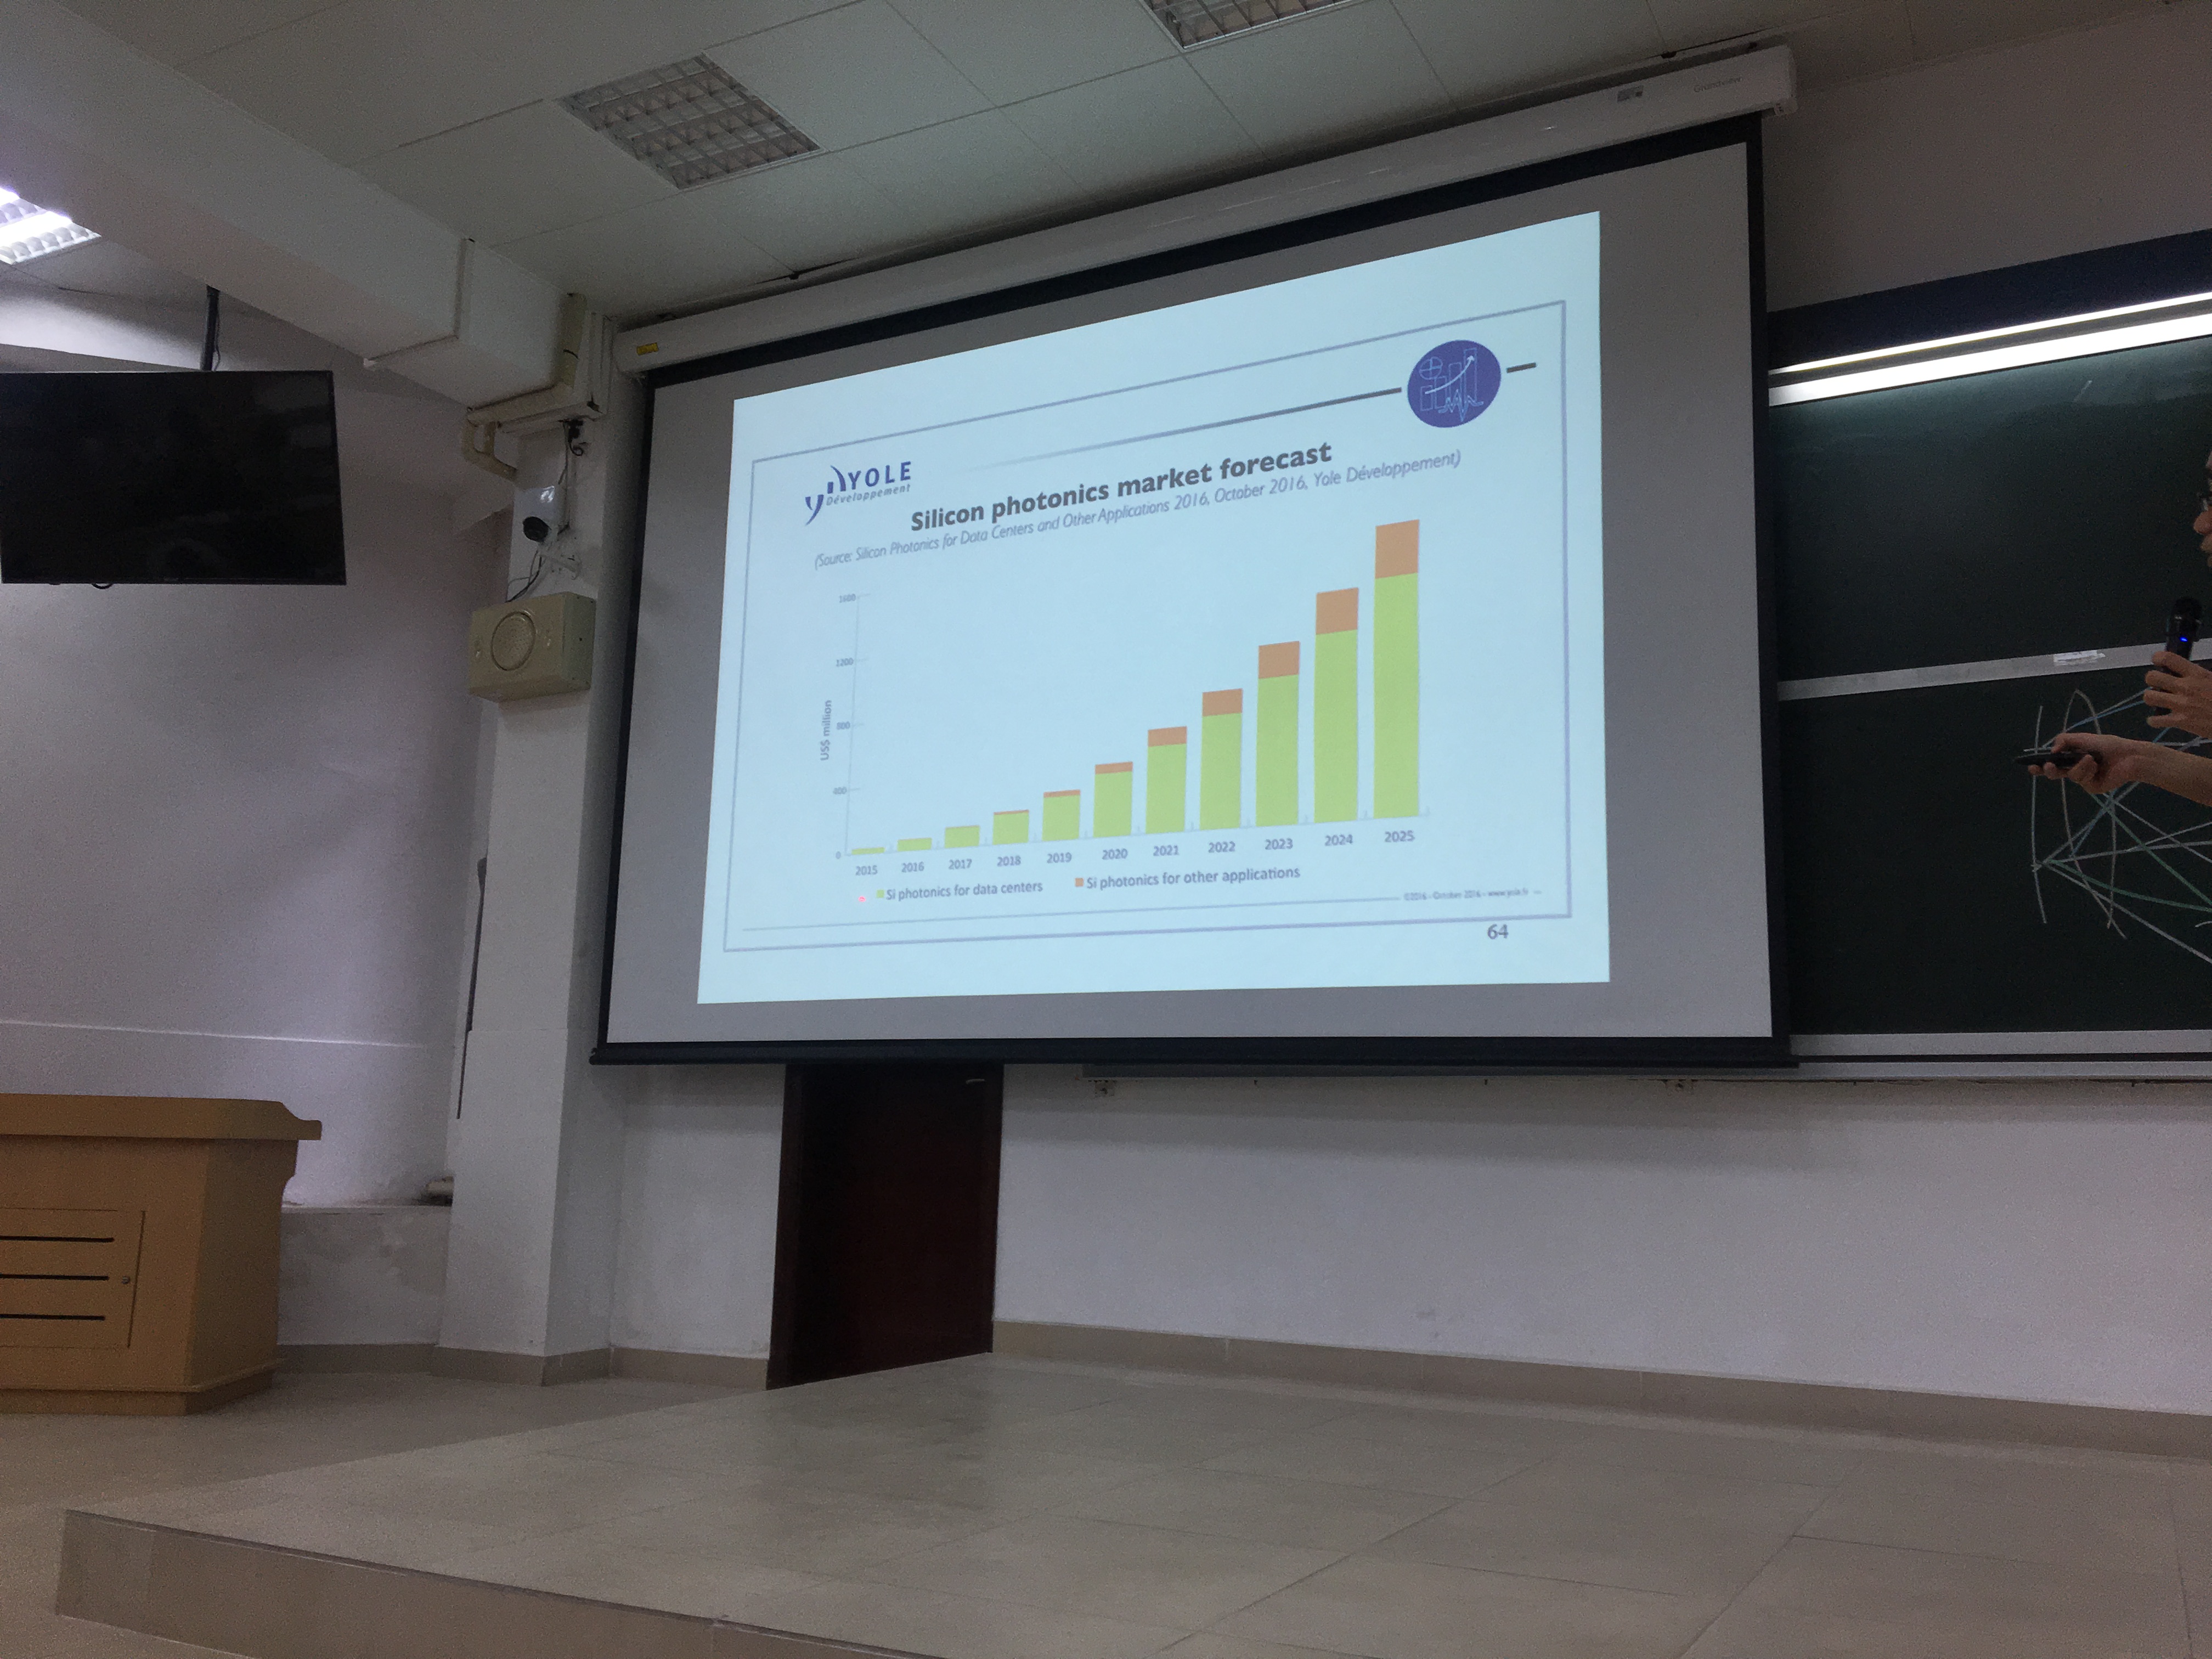 YOLE
Développement
Silicon photonics market forecast
(Source: Silicon Photonics for Data Centers and Other Applications 2016, October 2016, Yole Développement)
1600
1200
800
400
0
US$ million
2015 2016 2017 2018 2019 2020 2021 2022 2023 2024 2025
Si photonics for data centers Si photonics for other applications
©2016 - October 2016 - www.yole.fr
64